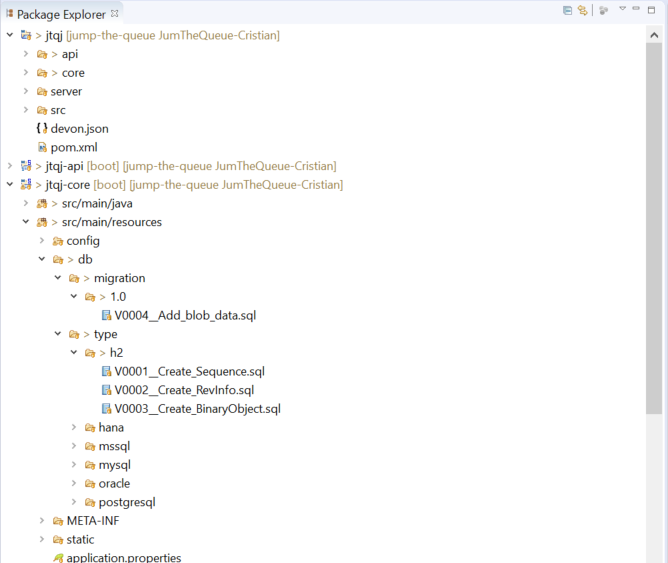 Package Explorer
> jtqj [jump-the-queue JumTheQueue-Cristian]
> api
> core
server
src
devon.json
pom.xml
> jtqj-api [boot] [jump-the-queue JumTheQueue-Cristian]
> jtqj-core [boot] [jump-the-queue JumTheQueue-Cristian]
> src/main/java
> src/main/resources
config
> db
> migration
> 1.0
V0004__Add_blob_data.sql
> type
> h2
V0001__Create_Sequence.sql
V0002__Create_RevInfo.sql
V0003__Create_BinaryObject.sql
hana
mssql
mysql
oracle
postgresql
META-INF
static
application.properties